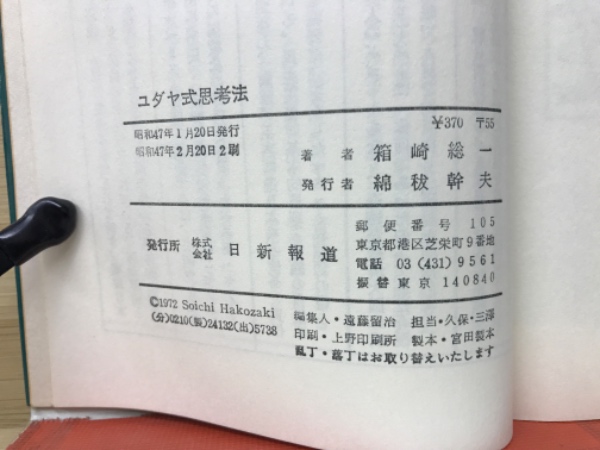 ユダヤ式思考法
¥370 〒55
昭和47年1月20日発行
昭和47年2月20日2刷
著者 箱崎総一
発行者 綿秡幹夫
発行所 株式会社 日新報道
郵便番号 105
東京都港区芝栄町9番地
電話 03(431)9561
振替東京 140840
©1972 Soichi Hakozaki
(分)0210(製)24132(出)5738
編集人・遠藤留治 担当・久保・三澤
印刷・上野印刷所 製本・宮田製本
乱丁・落丁はお取り替えいたします